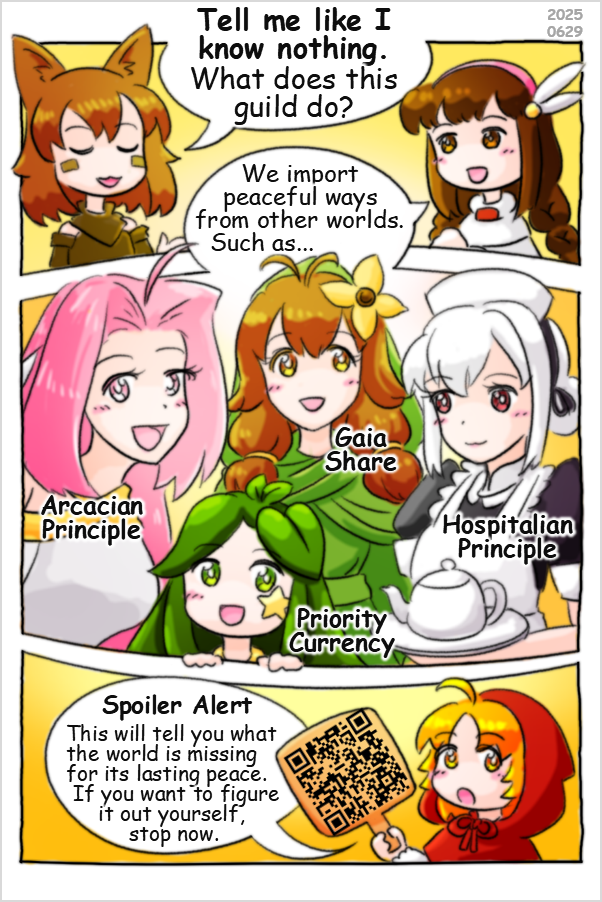 2025
0629
Tell me like I
know nothing.
What does this
guild do?
We import
peaceful ways
from other worlds.
Such as...
Gaia
Share
Arcacian
Principle
Hospitalian
Principle
Priority
Currency
Spoiler Alert
This will tell you what
the world is missing
for its lasting peace.
If you want to figure
it out yourself,
stop now.